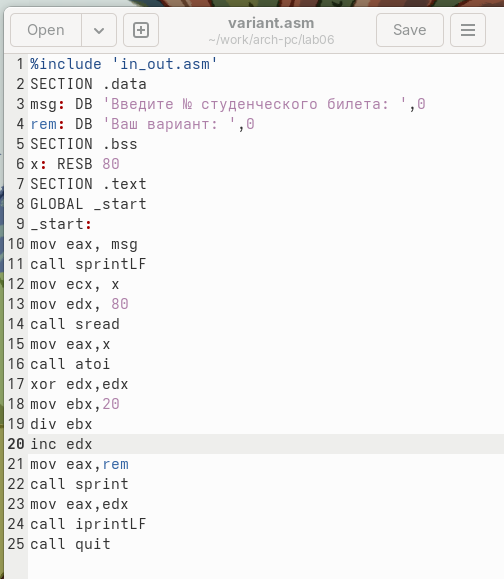 Open
variant.asm
~/work/arch-pc/lab06
Save
1 %include 'in_out.asm'
2 SECTION .data
3 msg: DB 'Введите № студенческого билета: ',0
4 rem: DB 'Ваш вариант: ',0
5 SECTION .bss
6 x: RESB 80
7 SECTION .text
8 GLOBAL _start
9 _start:
10 mov eax, msg
11 call sprintLF
12 mov ecx, x
13 mov edx, 80
14 call sread
15 mov eax,x
16 call atoi
17 xor edx,edx
18 mov ebx,20
19 div ebx
20 inc edx
21 mov eax,rem
22 call sprint
23 mov eax,edx
24 call iprintLF
25 call quit